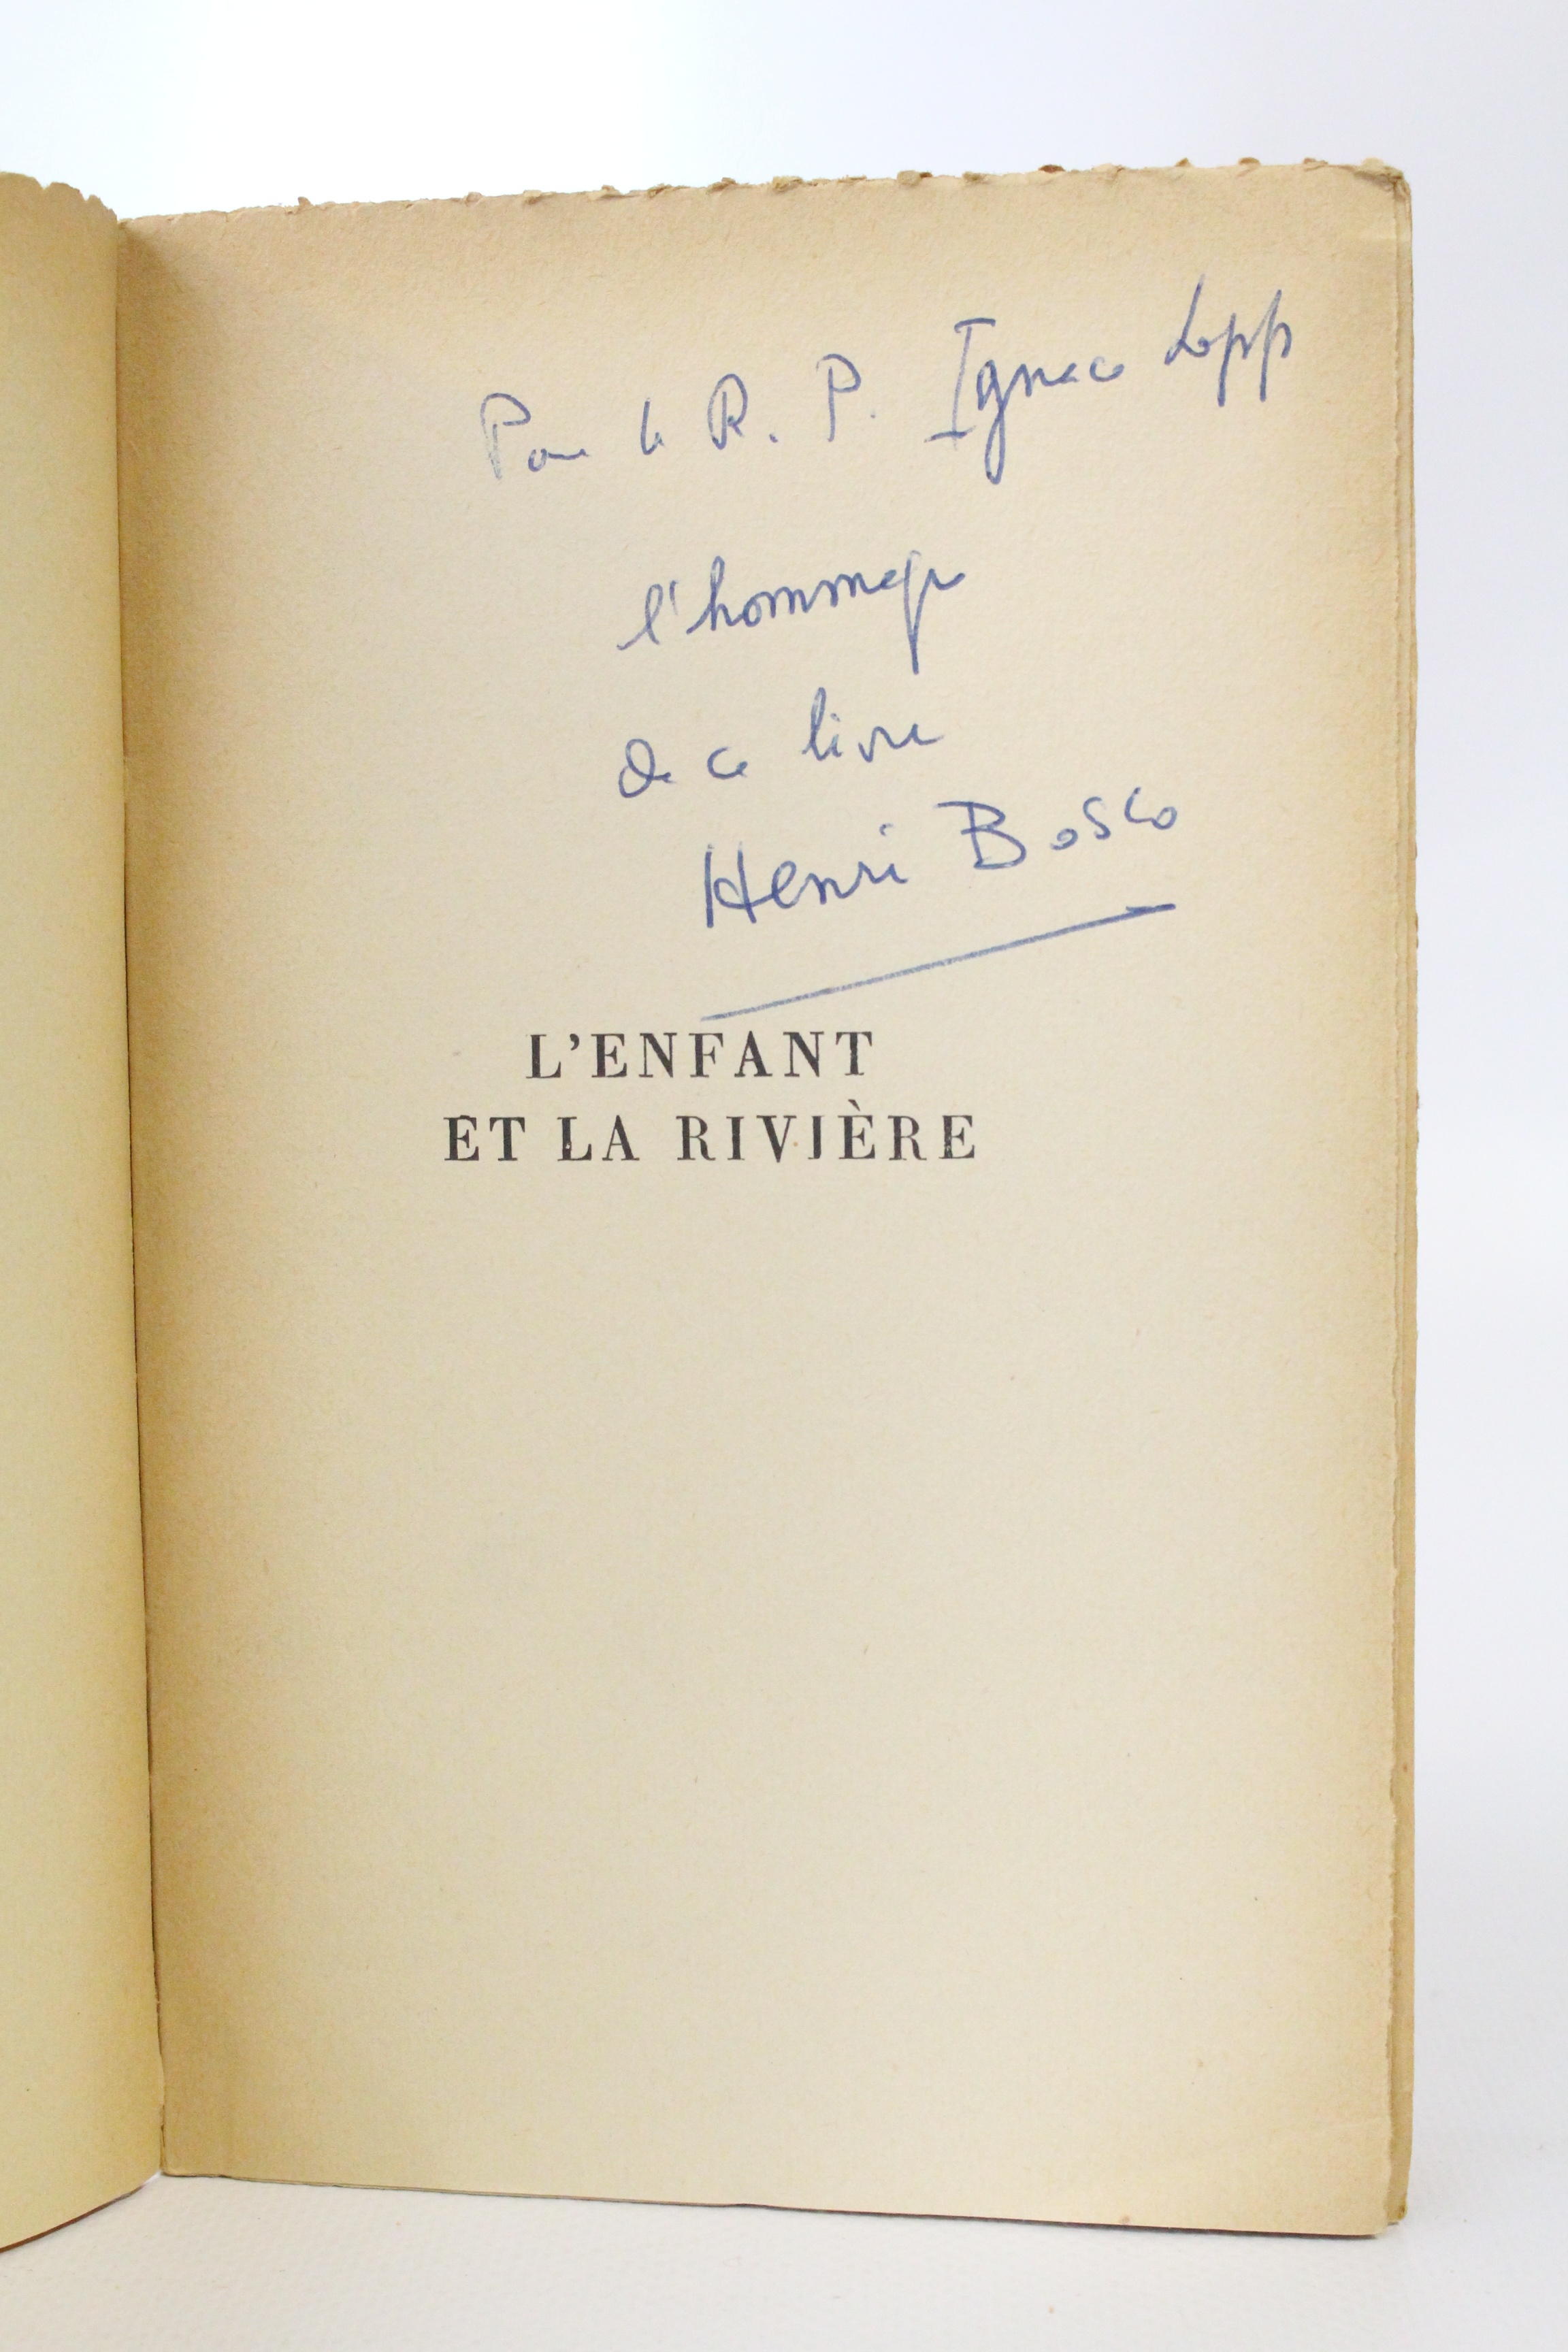 Pour le R. P. Ignace Lepp
l'hommage
de ce livre
Henri Bosco
L'ENFANT
ET LA RIVIÈRE